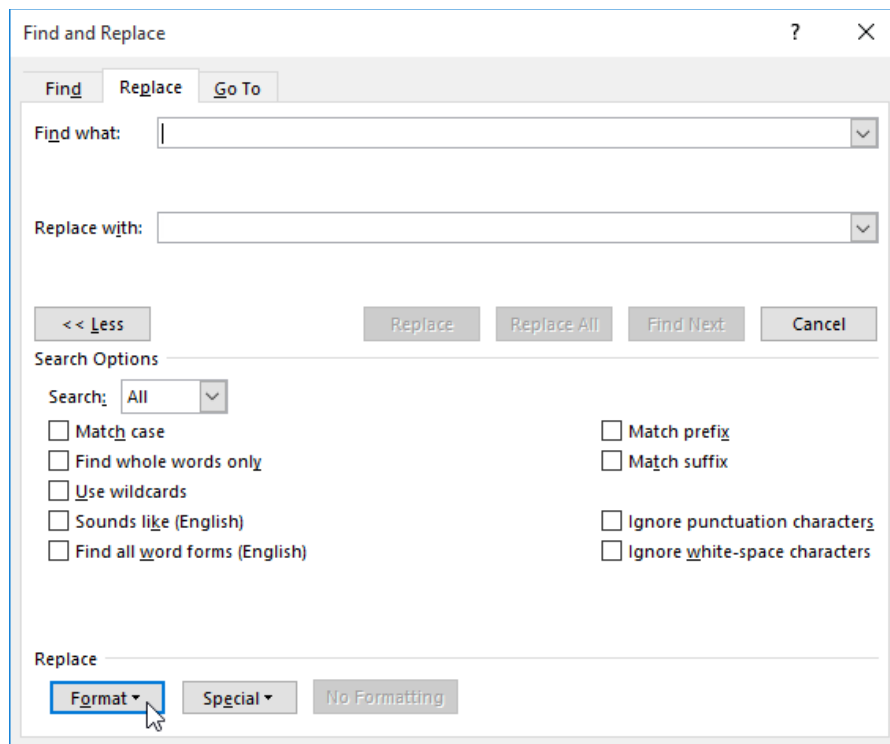 Find and Replace ?
Find Replace Go To
Find what:
Replace with:
<< Less Replace Replace All Find Next Cancel
Search Options
Search: All
Match case Match prefix
Find whole words only Match suffix
Use wildcards
Sounds like (English) Ignore punctuation characters
Find all word forms (English) Ignore white-space characters
Replace
Format Special No Formatting